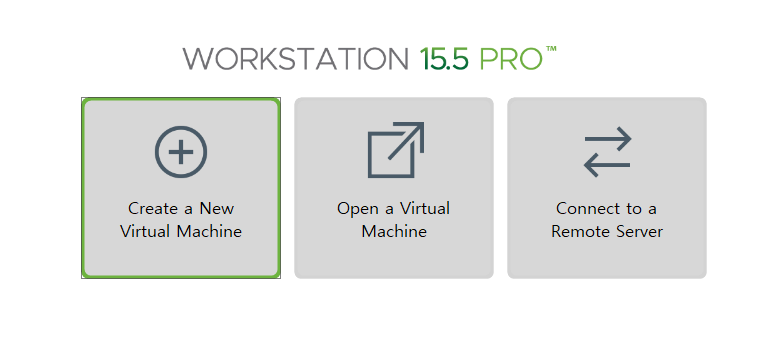 WORKSTATION 15.5 PRO™
Create a New
Virtual Machine
Open a Virtual
Machine
Connect to a
Remote Server